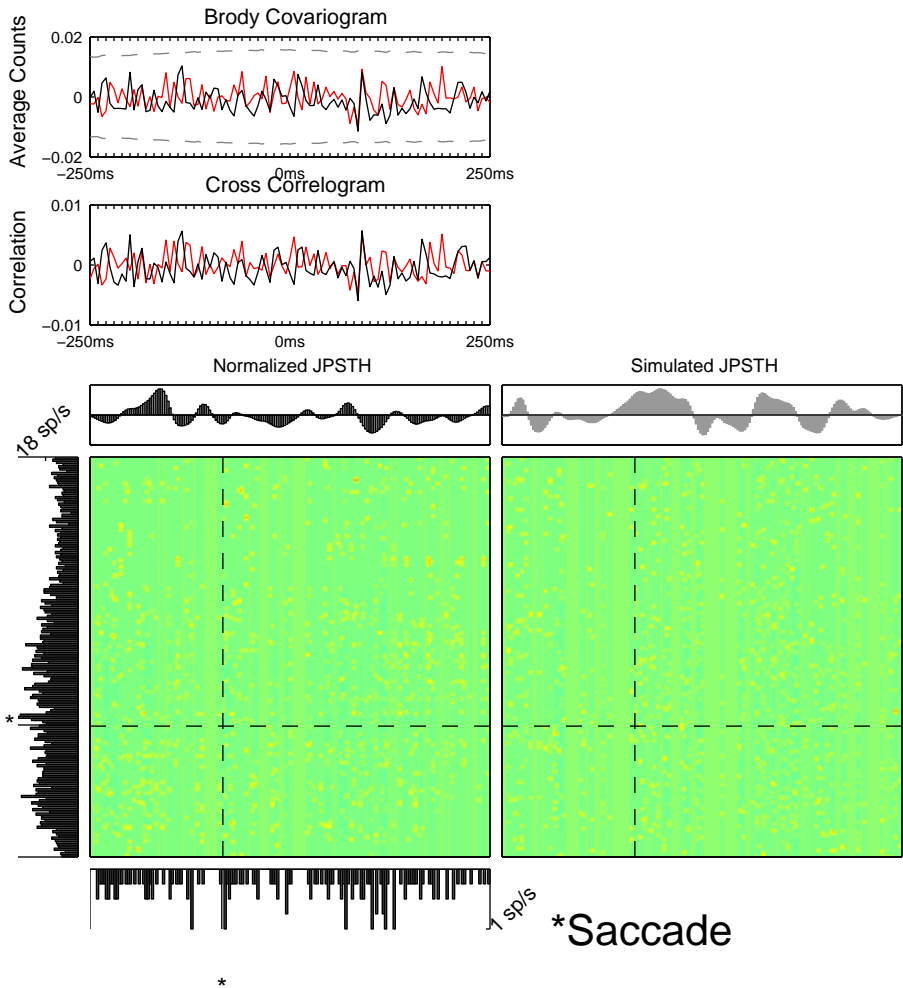 Brody Covariogram
Average Counts
0.02
0
−0.02
−250ms
0ms
250ms
Cross Correlogram
Correlation
0.01
0
−0.01
−250ms
0ms
250ms
Normalized JPSTH
Simulated JPSTH
18 sp/s
*
1 sp/s
*Saccade
*